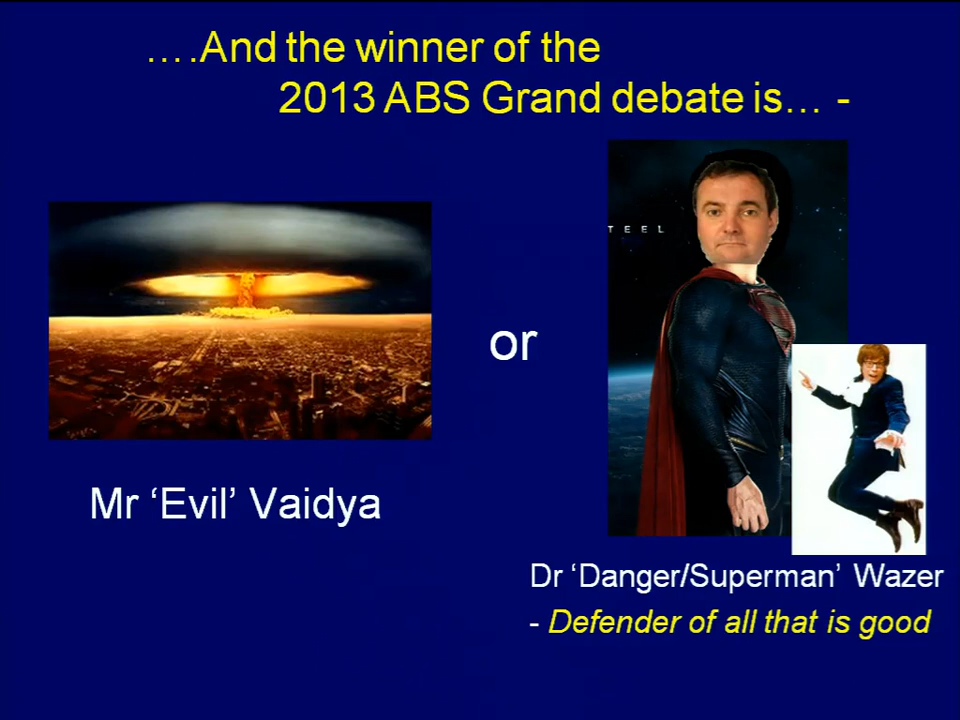 ….And the winner of the
2013 ABS Grand debate is… -
TEEL
or
Mr ‘Evil’ Vaidya
Dr ‘Danger/Superman’ Wazer
- Defender of all that is good